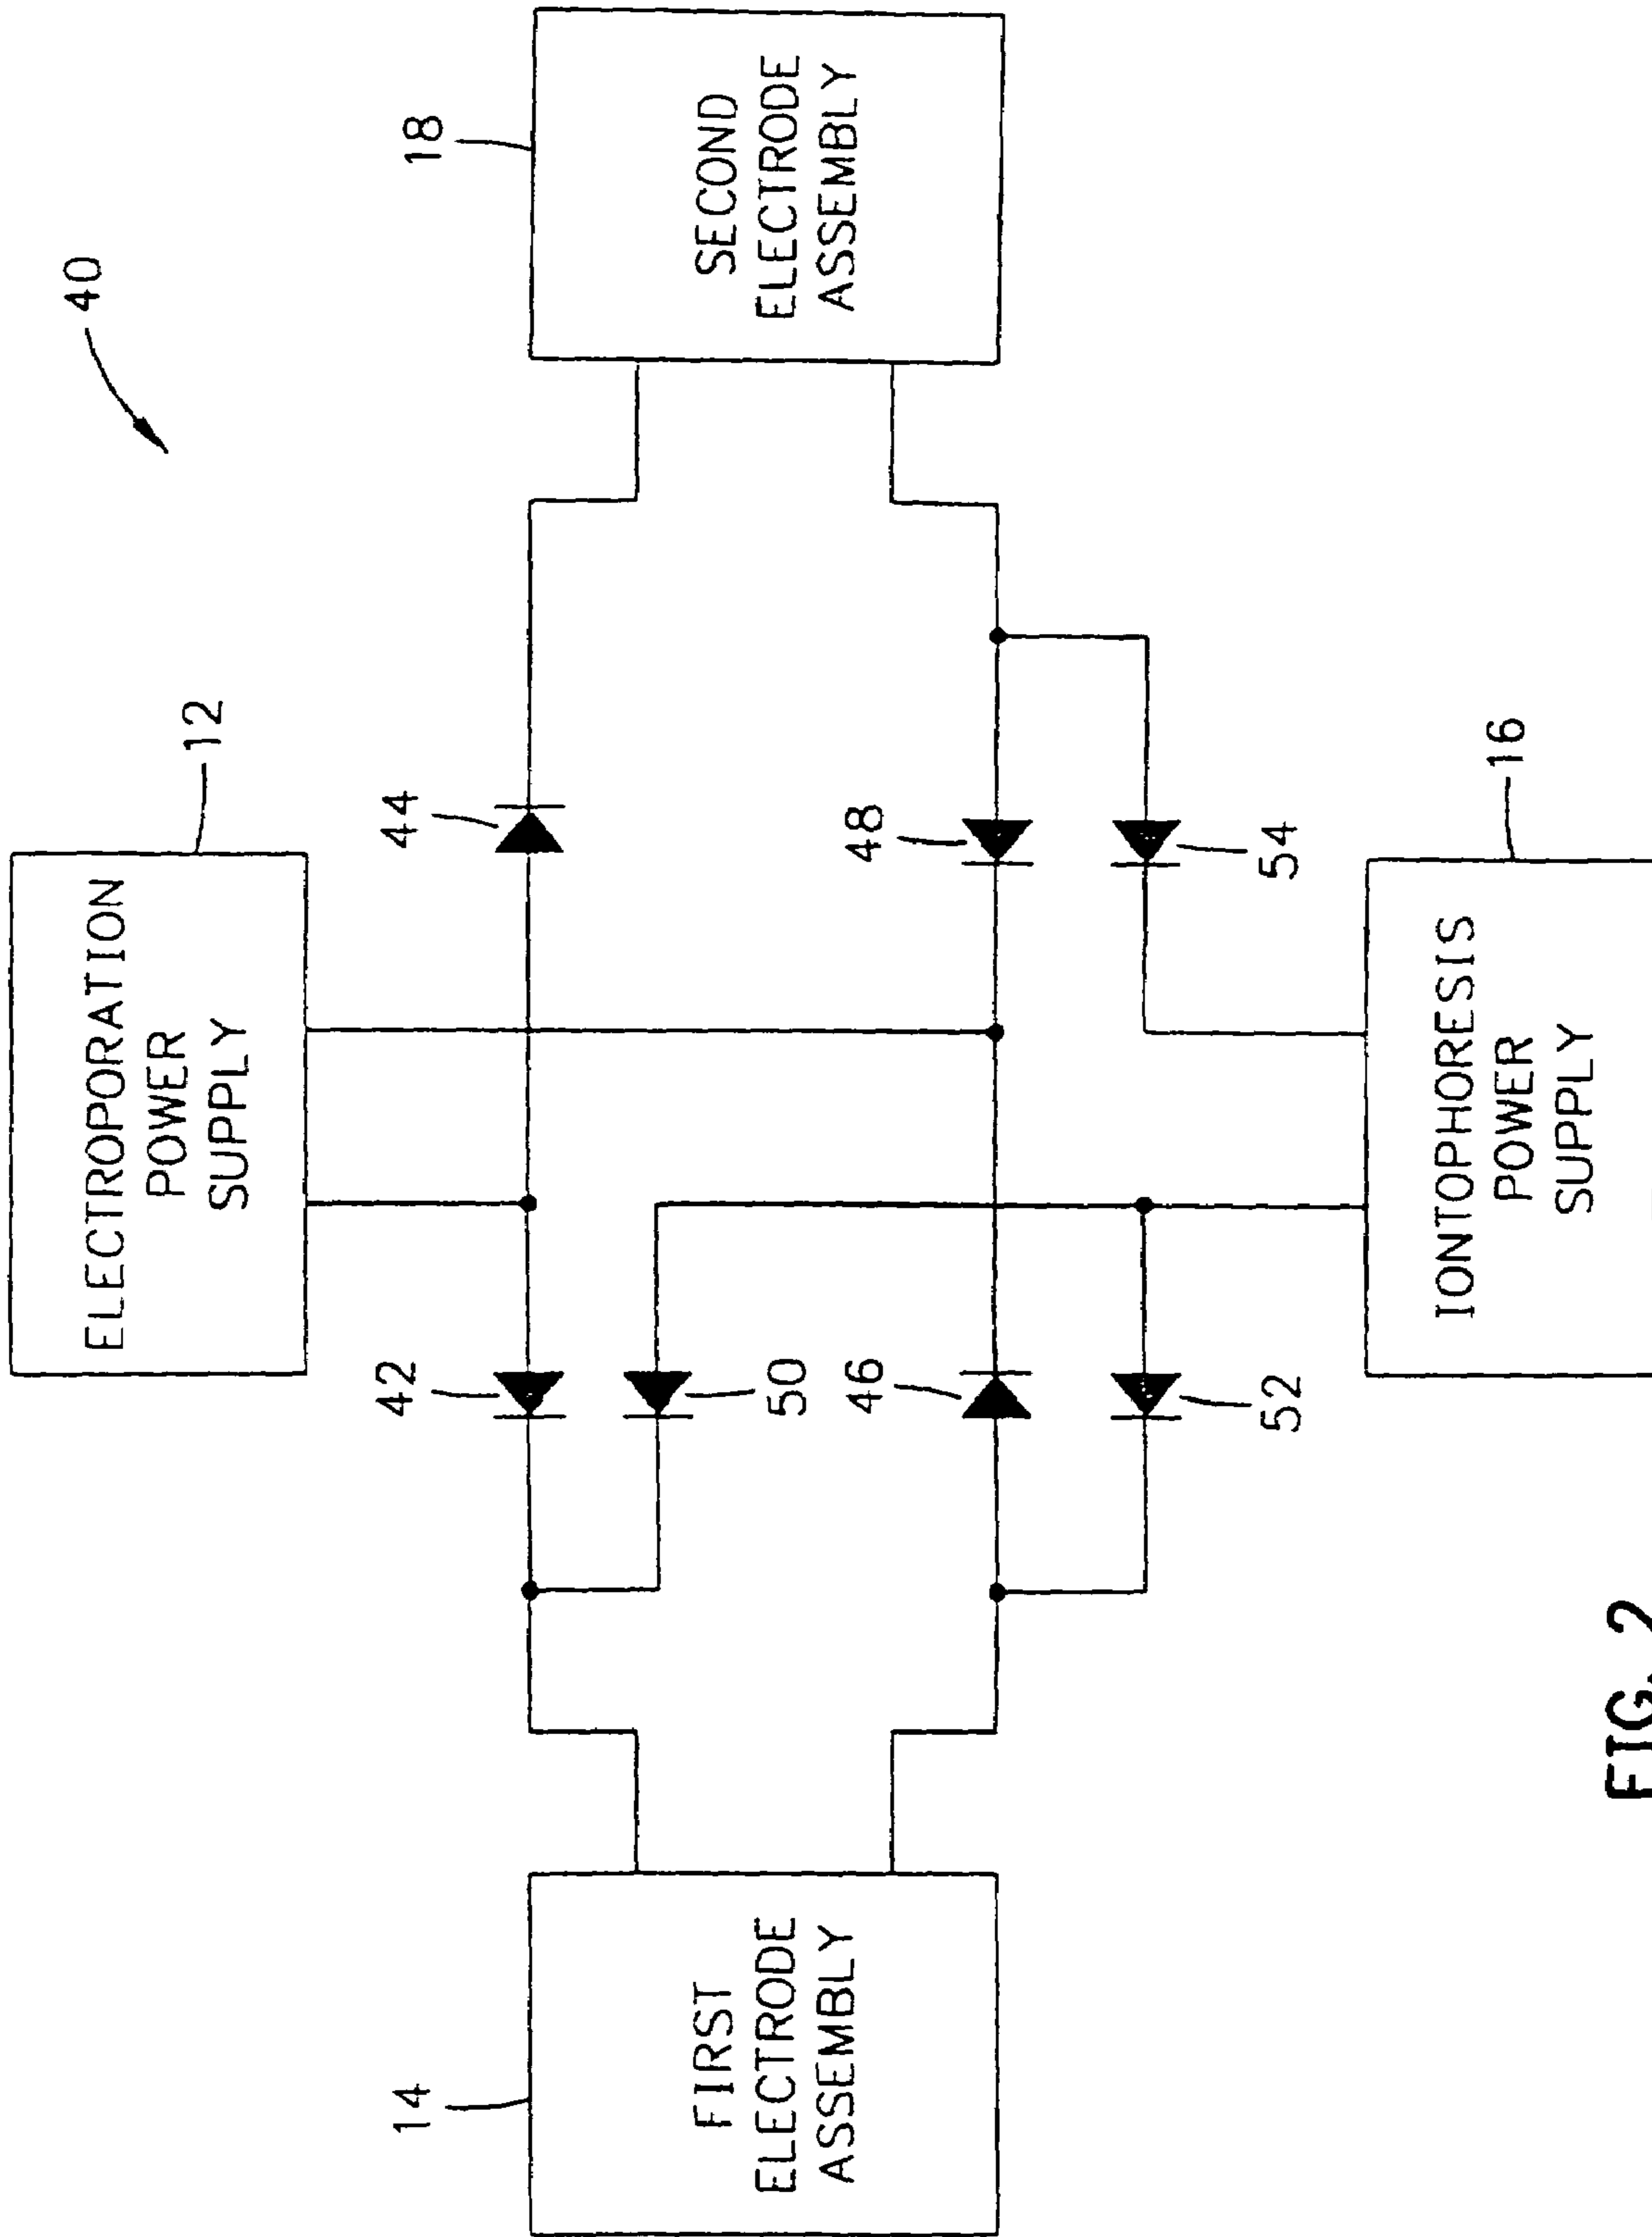 40
ELECTROPORATION
POWER
SUPPLY
12
14
18
42
44
50
FIRST
ELECTRODE
ASSEMBLY
SECOND
ELECTRODE
ASSEMBLY
46
48
52
54
IONTOPHORESIS
POWER
SUPPLY
16
FIG. 2